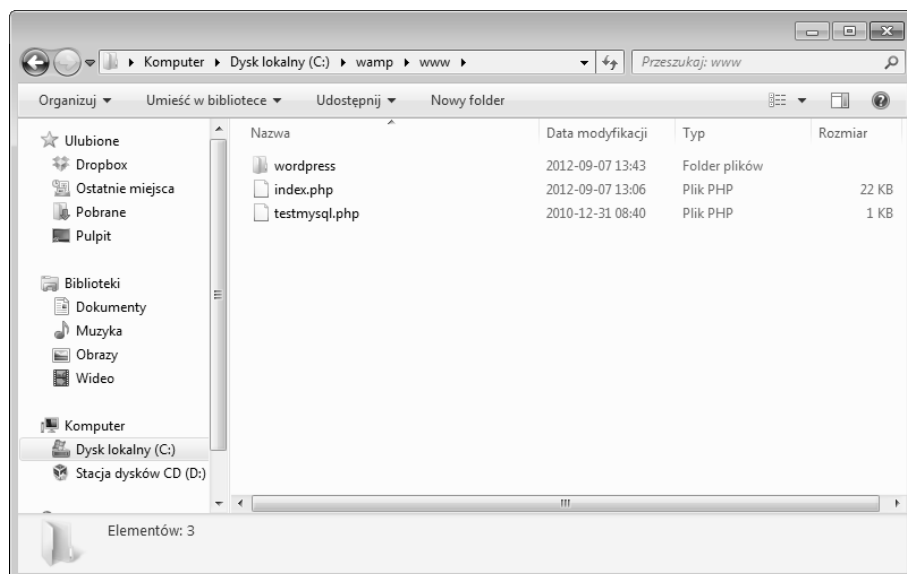 Komputer ▸ Dysk lokalny (C:) ▸ wamp ▸ www ▸
Przeszukaj: www
Organizuj Umieść w bibliotece Udostępnij Nowy folder
Ulubione
Dropbox
Ostatnie miejsca
Pobrane
Pulpit
Biblioteki
Dokumenty
Muzyka
Obrazy
Wideo
Komputer
Dysk lokalny (C:)
Stacja dysków CD (D:)
Nazwa Data modyfikacji Typ Rozmiar
wordpress 2012-09-07 13:43 Folder plików
index.php 2012-09-07 13:06 Plik PHP 22 KB
testmysql.php 2010-12-31 08:40 Plik PHP 1 KB
Elementów: 3